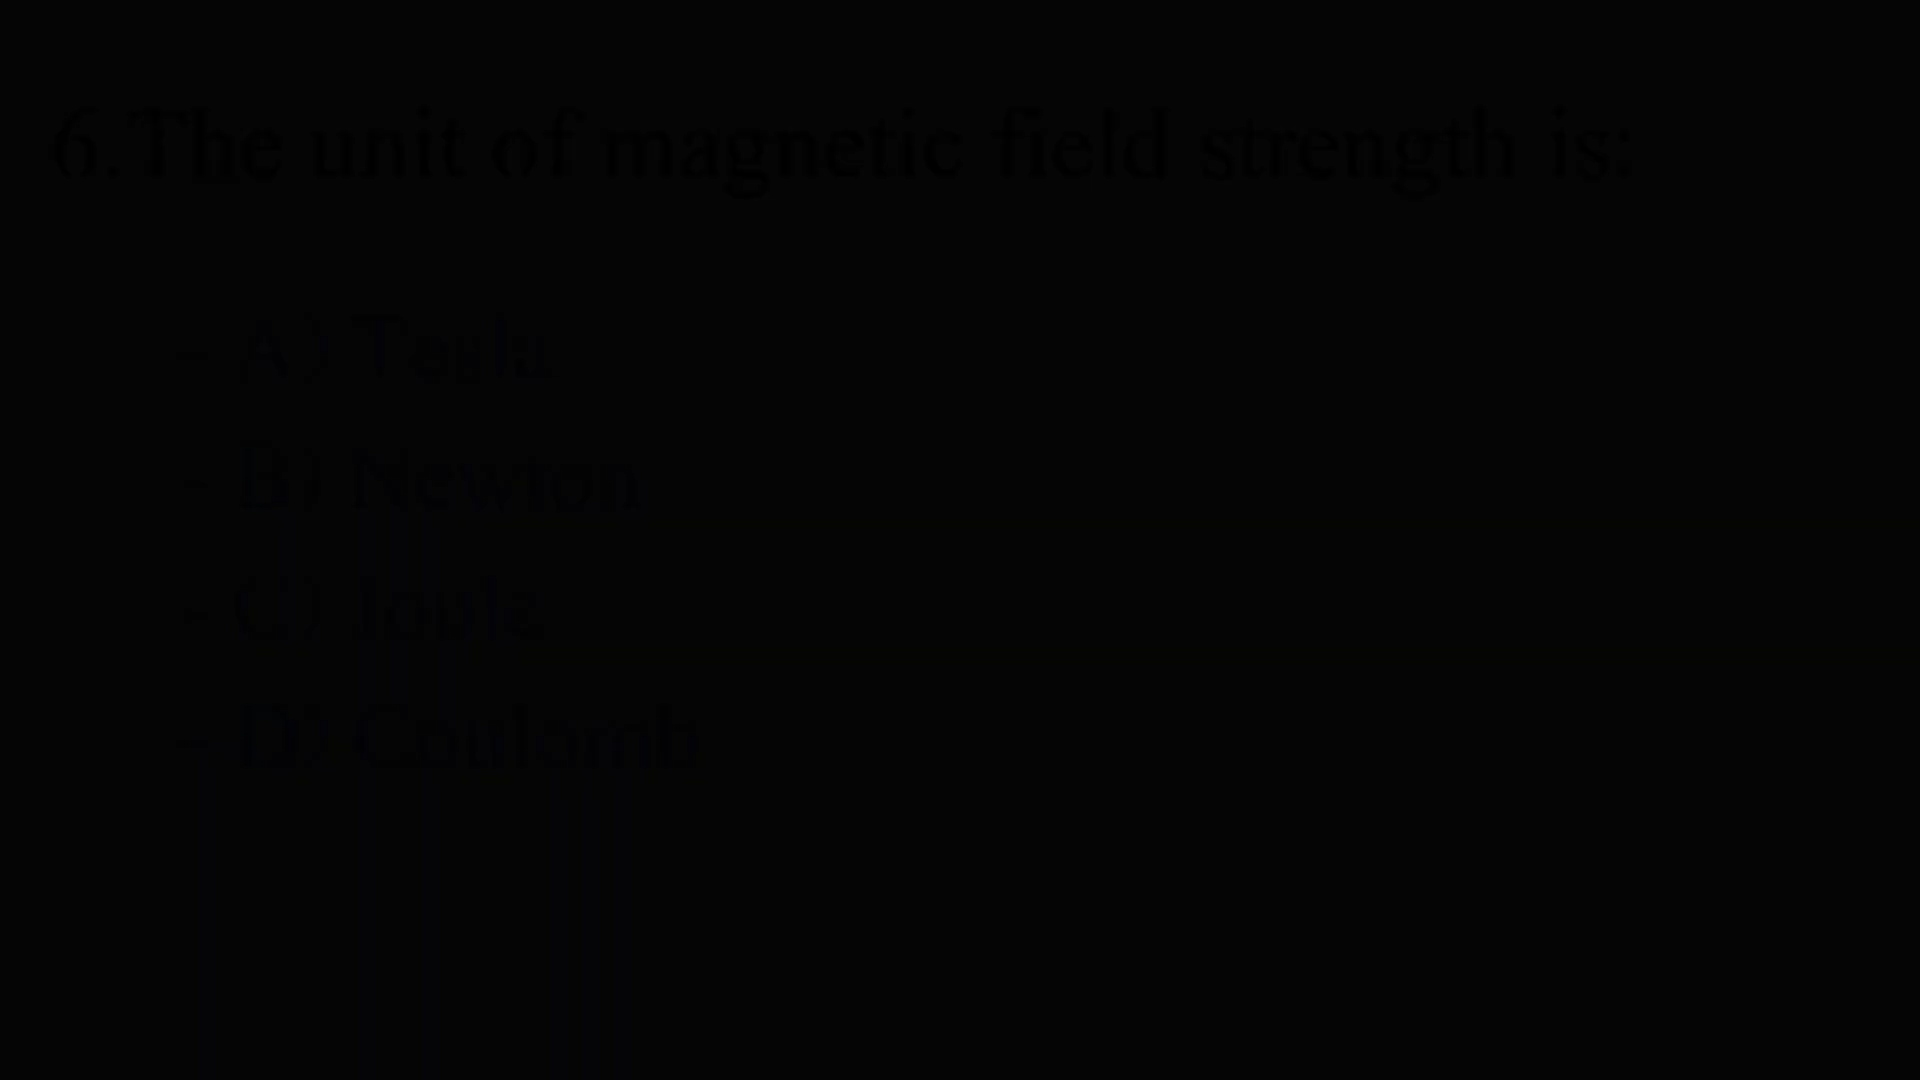 6.The unit of magnetic field strength is:
- A) Tesla
- B) Newton
- C) Joule
- D) Coulomb